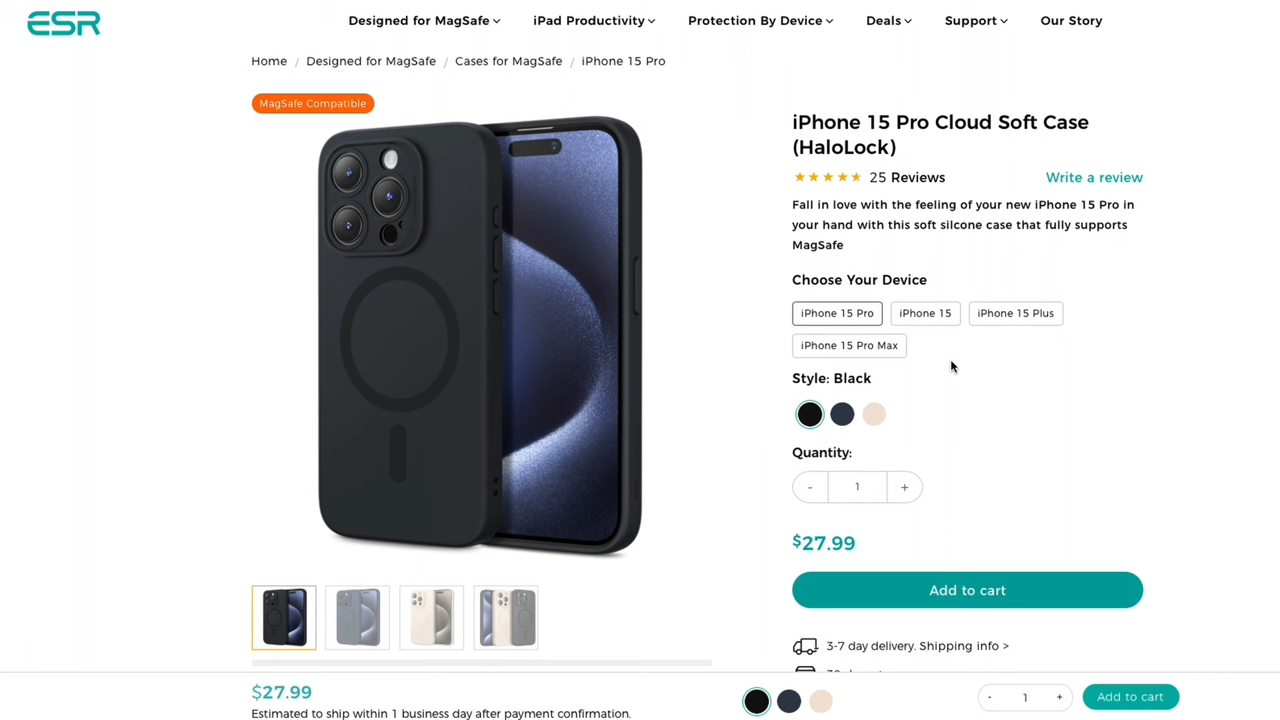 ESR
Designed for MagSafe
iPad Productivity
Protection By Device
Deals
Support
Our Story
Home / Designed for MagSafe / Cases for MagSafe / iPhone 15 Pro
MagSafe Compatible
iPhone 15 Pro Cloud Soft Case
(HaloLock)
25 Reviews
Write a review
Fall in love with the feeling of your new iPhone 15 Pro in
your hand with this soft silcone case that fully supports
MagSafe
Choose Your Device
iPhone 15 Pro
iPhone 15
iPhone 15 Plus
iPhone 15 Pro Max
Style: Black
Quantity:
- 1 +
$27.99
Add to cart
3-7 day delivery. Shipping info >
$27.99
Estimated to ship within 1 business day after payment confirmation.
- 1 +
Add to cart